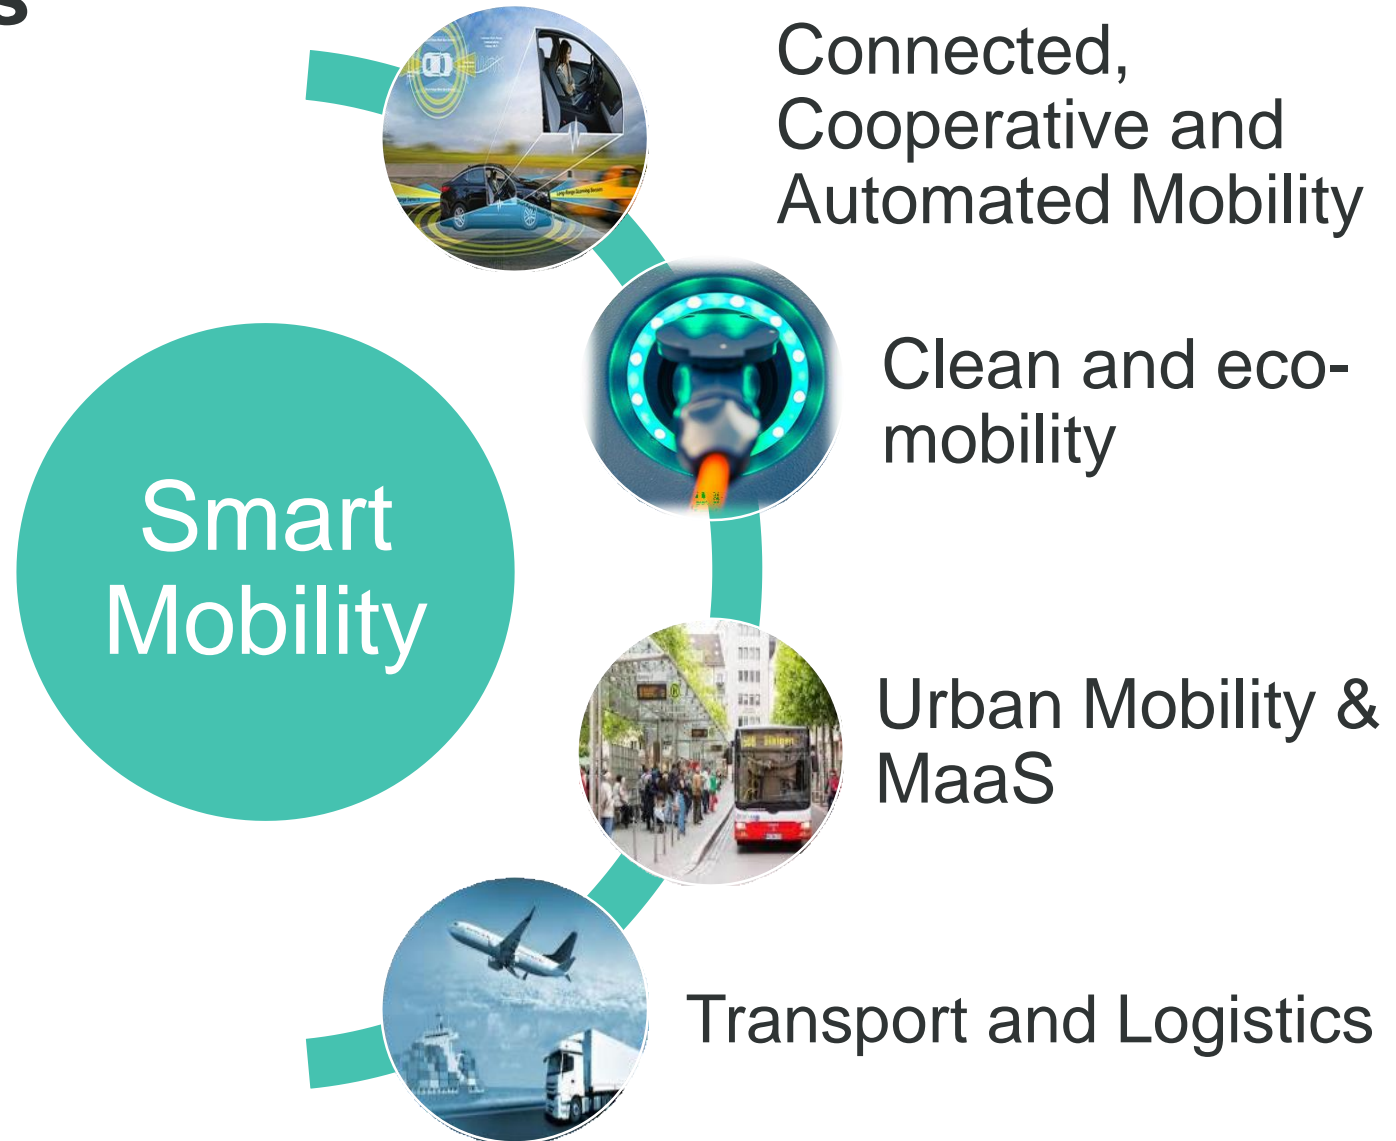 s
Connected,
Cooperative and
Automated Mobility
Clean and eco-
mobility
Smart
Mobility
Urban Mobility &
MaaS
Transport and Logistics